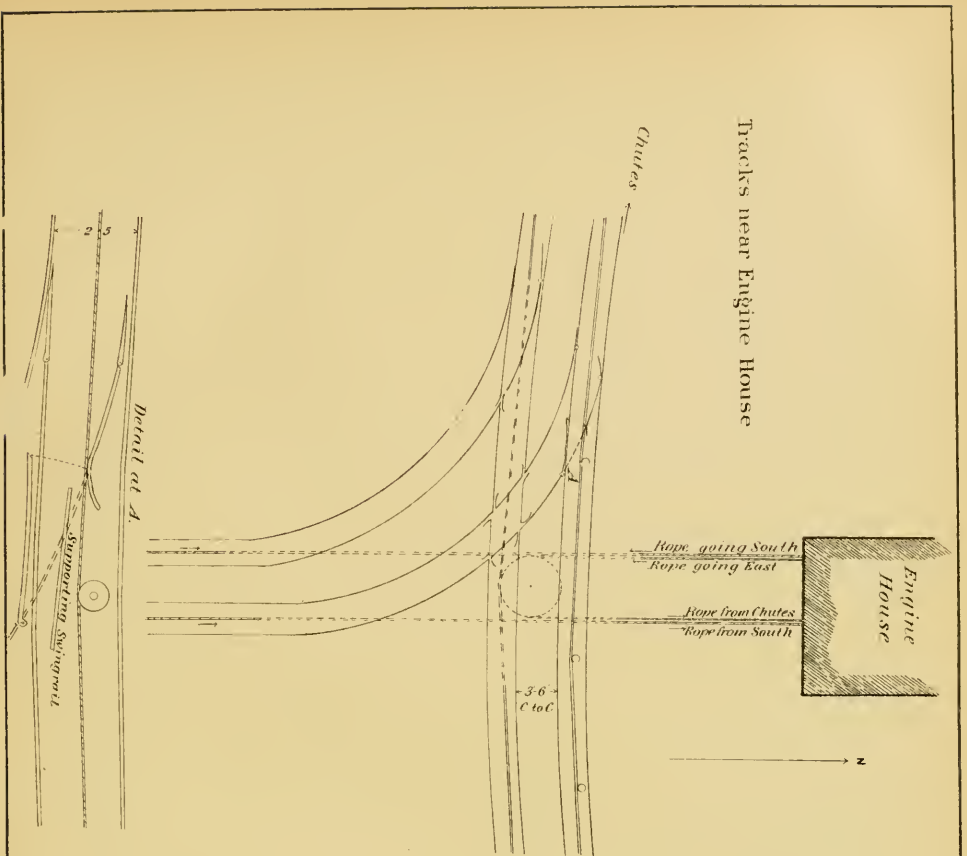 Tracks near Engine House
Chutes
2 5
Detail at A.
Supporting Swingrail
A
C
Rope going South
Rope going East
Rope from Chutes
Rope from South
Engine
House
3-6
C to C
C
C
N